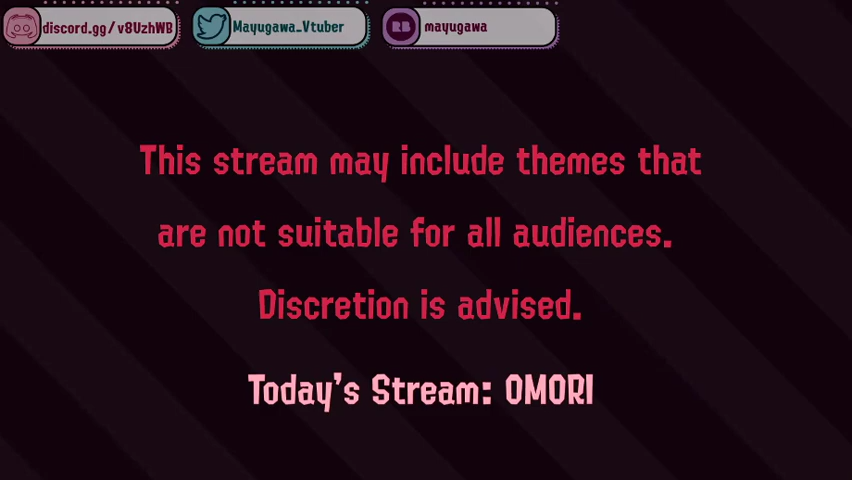 discord.gg/v8UzhWB
Mayugawa_Vtuber
RB
mayugawa
This stream may include themes that
are not suitable for all audiences.
Discretion is advised.
Today's Stream: OMORI